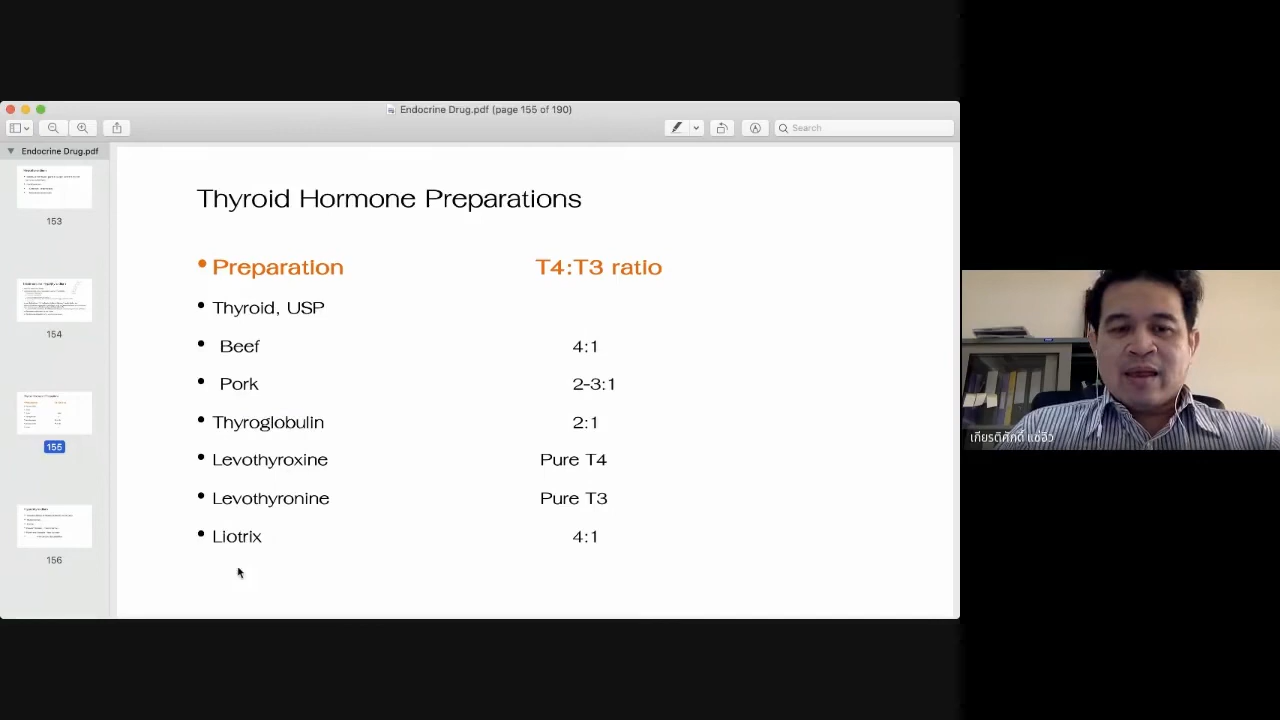 Endocrine Drug.pdf (page 155 of 190)
Search
Endocrine Drug.pdf
153
154
155
156
Thyroid Hormone Preparations
• Preparation T4:T3 ratio
• Thyroid, USP
• Beef 4:1
• Pork 2-3:1
• Thyroglobulin 2:1
• Levothyroxine Pure T4
• Levothyronine Pure T3
• Liotrix 4:1
เกียรติศักดิ์ แซ่อิว